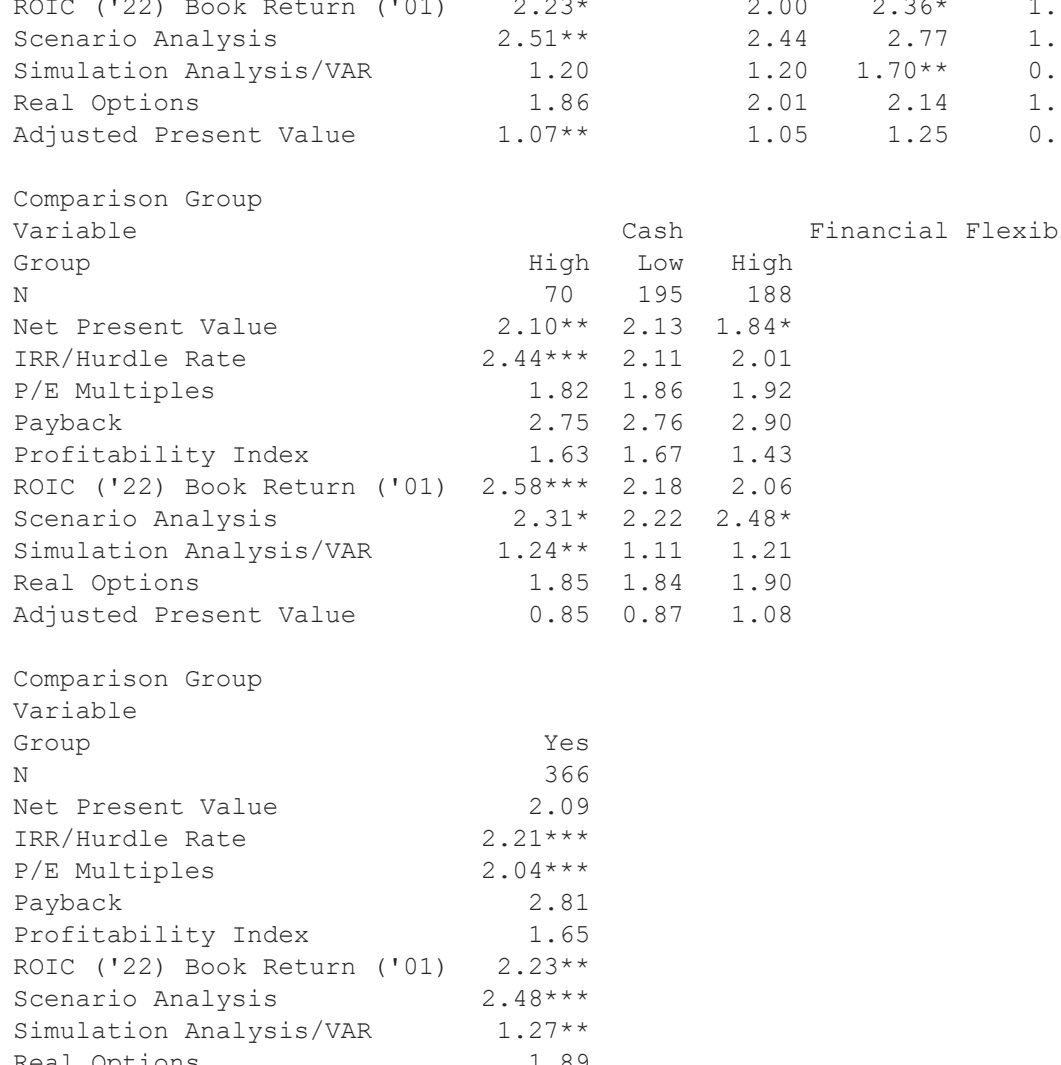 ROIC ('22) Book Return ('01) 2.23* 2.00 2.36* 1.
Scenario Analysis 2.51** 2.44 2.77 1.
Simulation Analysis/VAR 1.20 1.20 1.70** 0.
Real Options 1.86 2.01 2.14 1.
Adjusted Present Value 1.07** 1.05 1.25 0.
Comparison Group
Variable Cash Financial Flexib
Group High Low High
N 70 195 188
Net Present Value 2.10** 2.13 1.84*
IRR/Hurdle Rate 2.44*** 2.11 2.01
P/E Multiples 1.82 1.86 1.92
Payback 2.75 2.76 2.90
Profitability Index 1.63 1.67 1.43
ROIC ('22) Book Return ('01) 2.58*** 2.18 2.06
Scenario Analysis 2.31* 2.22 2.48*
Simulation Analysis/VAR 1.24** 1.11 1.21
Real Options 1.85 1.84 1.90
Adjusted Present Value 0.85 0.87 1.08
Comparison Group
Variable
Group Yes
N 366
Net Present Value 2.09
IRR/Hurdle Rate 2.21***
P/E Multiples 2.04***
Payback 2.81
Profitability Index 1.65
ROIC ('22) Book Return ('01) 2.23**
Scenario Analysis 2.48***
Simulation Analysis/VAR 1.27**
Real Options 1.89